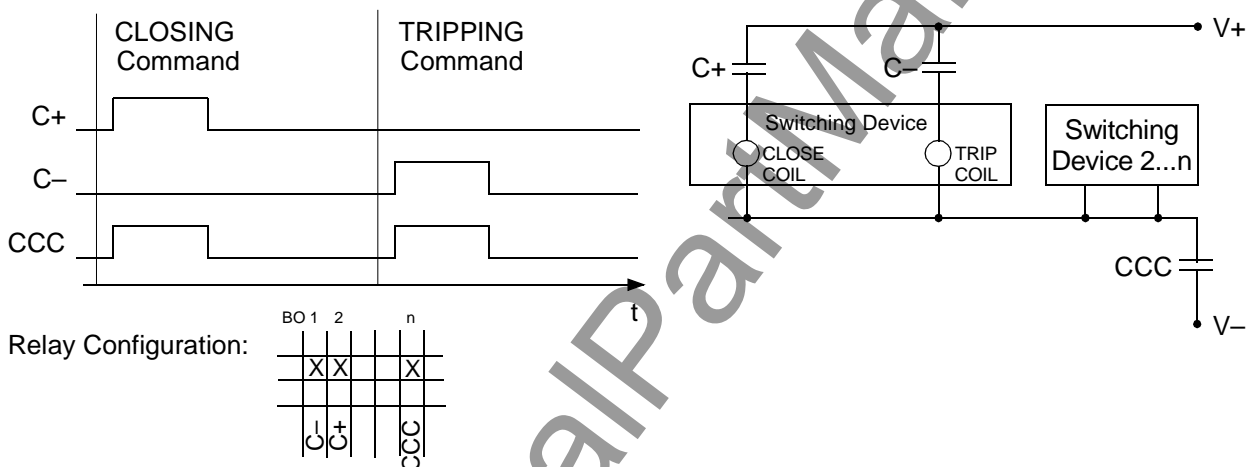 CLOSING
Command
TRIPPING
Command
C+
C–
CCC
t
Relay Configuration:
BO 1 2 n
X X X
C– C+ CCC
V+
C+
C–
Switching Device
CLOSE
COIL
TRIP
COIL
Switching
Device 2...n
CCC
V–